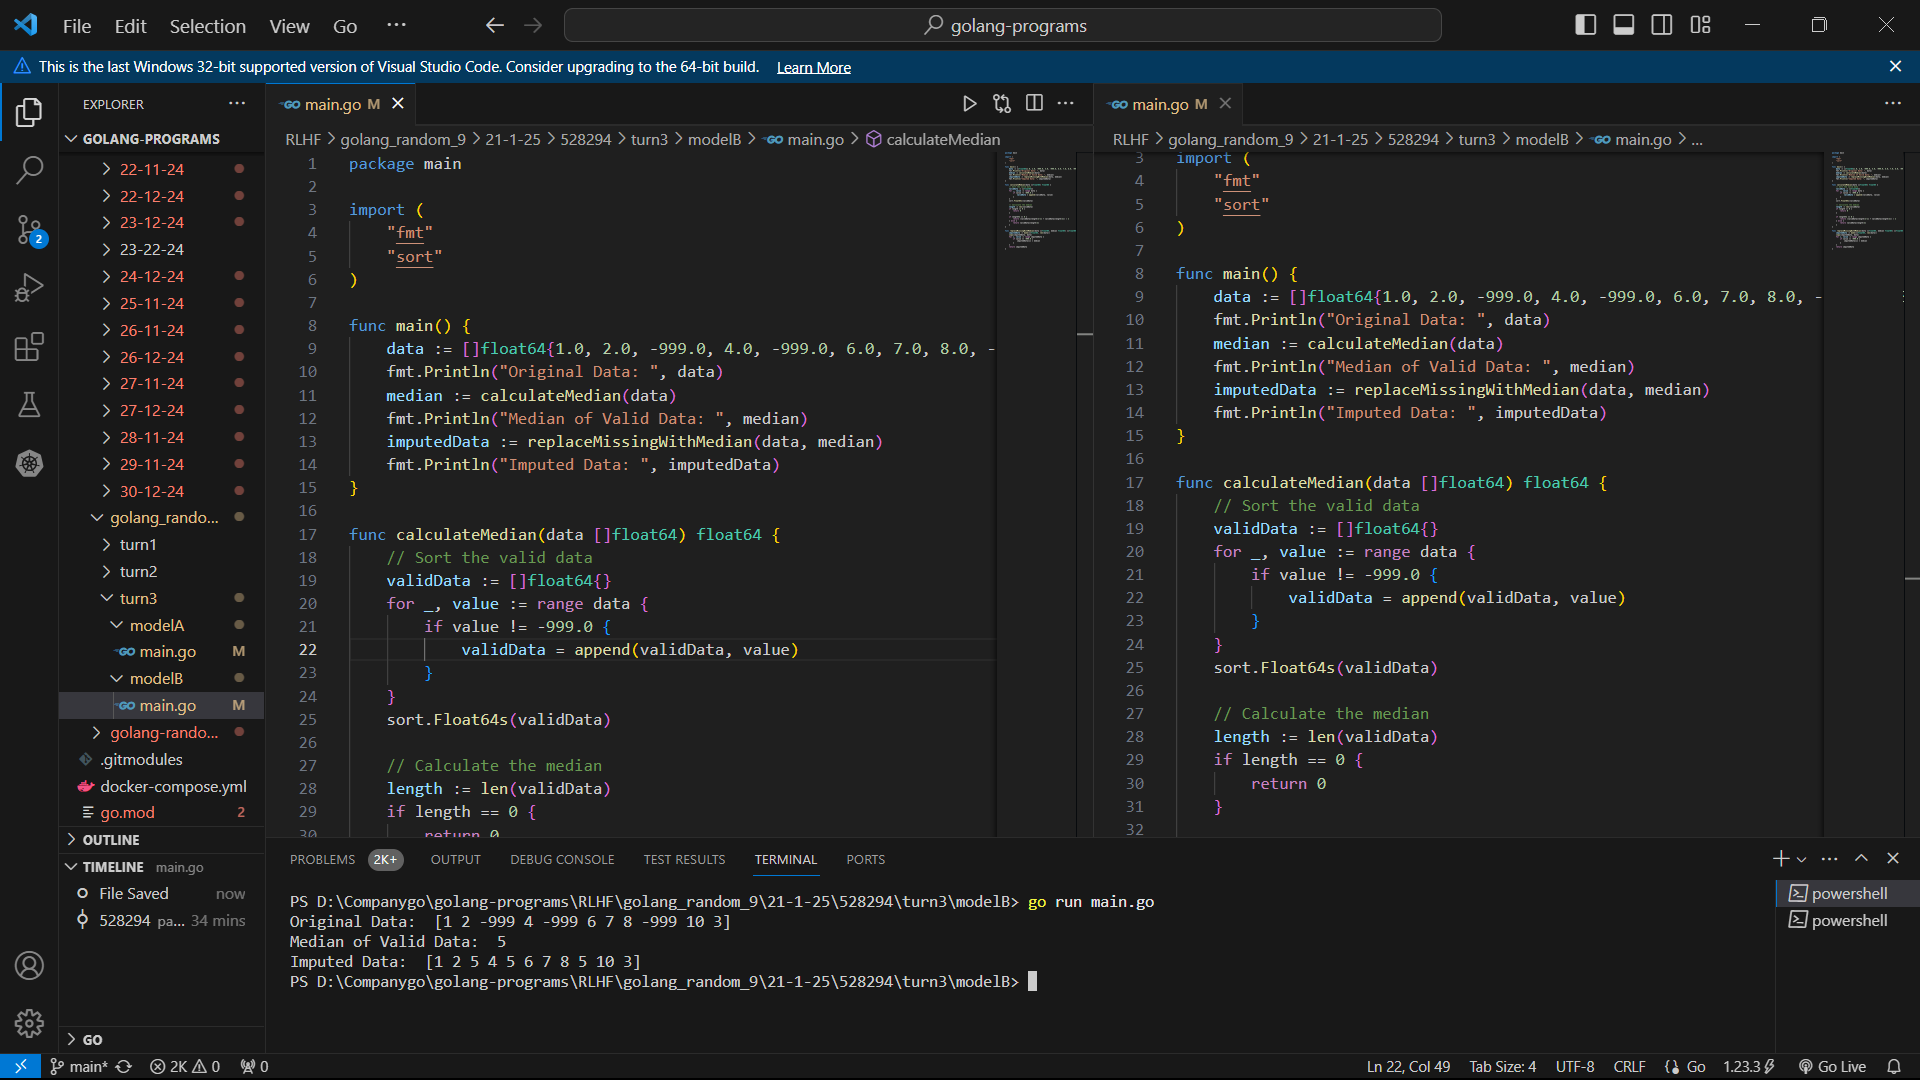 File Edit Selection View Go ··· golang-programs
This is the last Windows 32-bit supported version of Visual Studio Code. Consider upgrading to the 64-bit build. Learn More
EXPLORER
GOLANG-PROGRAMS
22-11-24
22-12-24
23-12-24
23-22-24
24-12-24
25-11-24
26-11-24
26-12-24
27-11-24
27-12-24
28-11-24
29-11-24
30-12-24
golang_rando...
turn1
turn2
turn3
modelA
GO main.go M
modelB
GO main.go M
golang-rando...
.gitmodules
docker-compose.yml
go.mod 2
OUTLINE
TIMELINE main.go
File Saved now
528294 pa... 34 mins
GO
2
GO main.go M
RLHF > golang_random_9 > 21-1-25 > 528294 > turn3 > modelB > GO main.go > calculateMedian
1 package main
2
3 import (
4 "fmt"
5 "sort"
6 )
7
8 func main() {
9 data := []float64{1.0, 2.0, -999.0, 4.0, -999.0, 6.0, 7.0, 8.0, -
10 fmt.Println("Original Data: ", data)
11 median := calculateMedian(data)
12 fmt.Println("Median of Valid Data: ", median)
13 imputedData := replaceMissingWithMedian(data, median)
14 fmt.Println("Imputed Data: ", imputedData)
15 }
16
17 func calculateMedian(data []float64) float64 {
18 // Sort the valid data
19 validData := []float64{}
20 for _, value := range data {
21 if value != -999.0 {
22 validData = append(validData, value)
23 }
24 }
25 sort.Float64s(validData)
26
27 // Calculate the median
28 length := len(validData)
29 if length == 0 {
30 return 0
GO main.go M
RLHF > golang_random_9 > 21-1-25 > 528294 > turn3 > modelB > GO main.go > ...
3 import (
4 "fmt"
5 "sort"
6 )
7
8 func main() {
9 data := []float64{1.0, 2.0, -999.0, 4.0, -999.0, 6.0, 7.0, 8.0, -
10 fmt.Println("Original Data: ", data)
11 median := calculateMedian(data)
12 fmt.Println("Median of Valid Data: ", median)
13 imputedData := replaceMissingWithMedian(data, median)
14 fmt.Println("Imputed Data: ", imputedData)
15 }
16
17 func calculateMedian(data []float64) float64 {
18 // Sort the valid data
19 validData := []float64{}
20 for _, value := range data {
21 if value != -999.0 {
22 validData = append(validData, value)
23 }
24 }
25 sort.Float64s(validData)
26
27 // Calculate the median
28 length := len(validData)
29 if length == 0 {
30 return 0
31 }
32
PROBLEMS 2K+ OUTPUT DEBUG CONSOLE TEST RESULTS TERMINAL PORTS
PS D:\Companygo\golang-programs\RLHF\golang_random_9\21-1-25\528294\turn3\modelB> go run main.go
Original Data:  [1 2 -999 4 -999 6 7 8 -999 10 3]
Median of Valid Data:  5
Imputed Data:  [1 2 5 4 5 6 7 8 5 10 3]
PS D:\Companygo\golang-programs\RLHF\golang_random_9\21-1-25\528294\turn3\modelB>
powershell
powershell
main* 2K 0 0 Ln 22, Col 49 Tab Size: 4 UTF-8 CRLF Go 1.23.3 Go Live